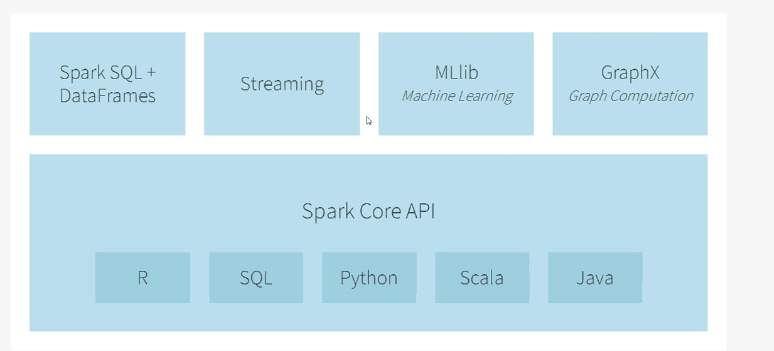 Spark SQL +
DataFrames
Streaming
MLlib
Machine Learning
GraphX
Graph Computation
Spark Core API
R
SQL
Python
Scala
Java